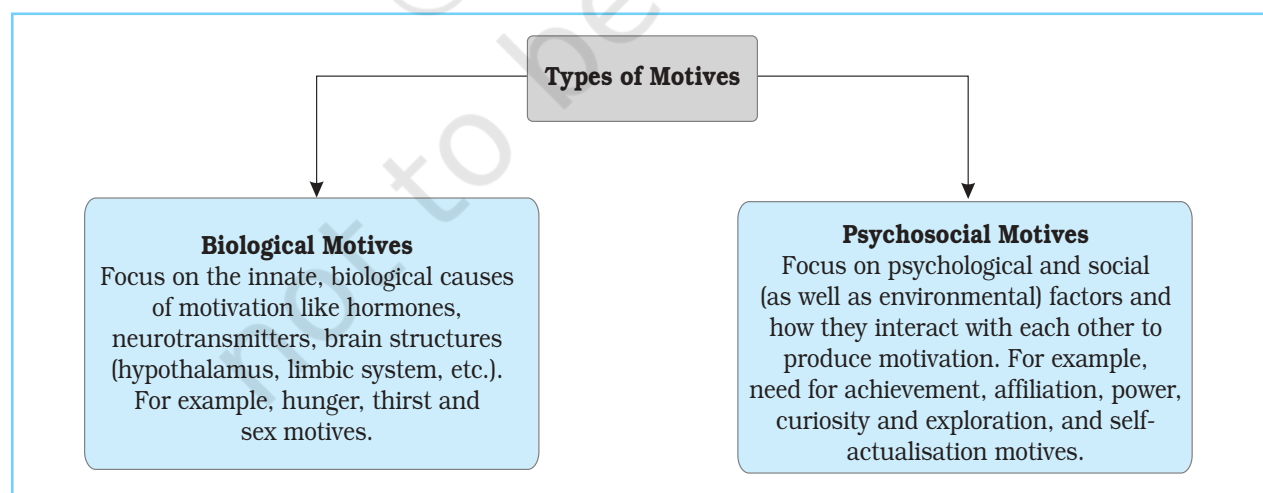 Types of Motives
Biological Motives
Focus on the innate, biological causes
of motivation like hormones,
neurotransmitters, brain structures
(hypothalamus, limbic system, etc.).
For example, hunger, thirst and
sex motives.
Psychosocial Motives
Focus on psychological and social
(as well as environmental) factors and
how they interact with each other to
produce motivation. For example,
need for achievement, affiliation, power,
curiosity and exploration, and self-
actualisation motives.
not to be